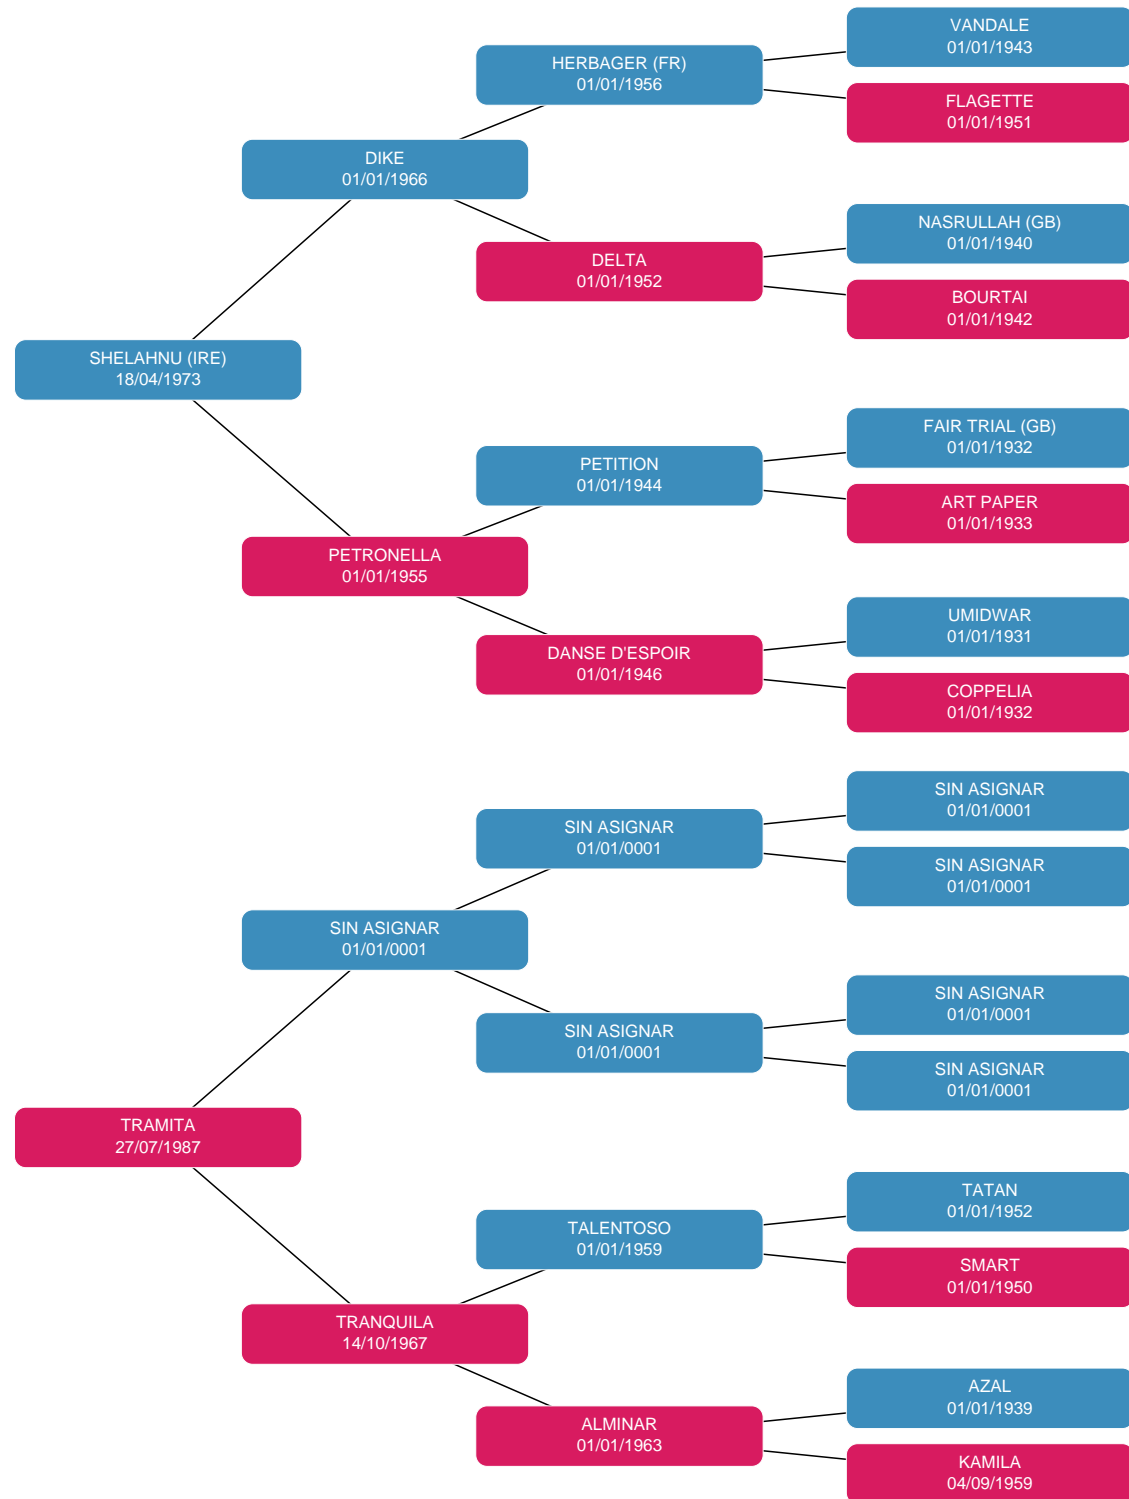 VANDALE
01/01/1943
HERBAGER (FR)
01/01/1956
FLAGETTE
01/01/1951
DIKE
01/01/1966
NASRULLAH (GB)
01/01/1940
DELTA
01/01/1952
BOURTAI
01/01/1942
SHELAHNU (IRE)
18/04/1973
FAIR TRIAL (GB)
01/01/1932
PETITION
01/01/1944
ART PAPER
01/01/1933
PETRONELLA
01/01/1955
UMIDWAR
01/01/1931
DANSE D'ESPOIR
01/01/1946
COPPELIA
01/01/1932
SIN ASIGNAR
01/01/0001
SIN ASIGNAR
01/01/0001
SIN ASIGNAR
01/01/0001
SIN ASIGNAR
01/01/0001
SIN ASIGNAR
01/01/0001
SIN ASIGNAR
01/01/0001
SIN ASIGNAR
01/01/0001
TRAMITA
27/07/1987
TATAN
01/01/1952
TALENTOSO
01/01/1959
SMART
01/01/1950
TRANQUILA
14/10/1967
AZAL
01/01/1939
ALMINAR
01/01/1963
KAMILA
04/09/1959